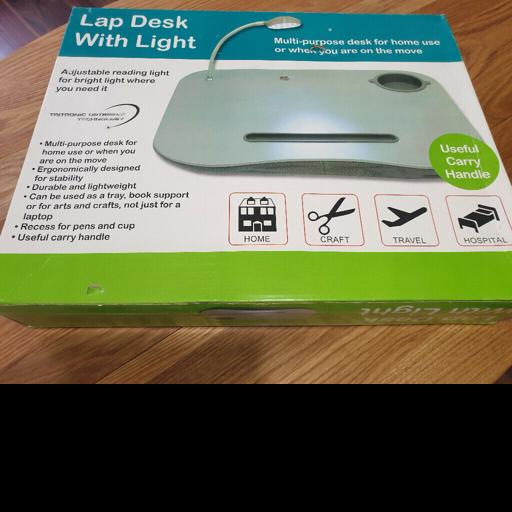 Lap Desk
With Light
Multi-purpose desk for home use
or when you are on the move
Adjustable reading light
for bright light where
you need it
• Multi-purpose desk for
home use or when you
are on the move
• Ergonomically designed
for stability
• Durable and lightweight
• Can be used as a tray, book support
or for arts and crafts, not just for a
laptop
• Recess for pens and cup
• Useful carry handle
Useful
Carry
Handle
HOME
CRAFT
TRAVEL
HOSPITAL
Lap Desk
With Light